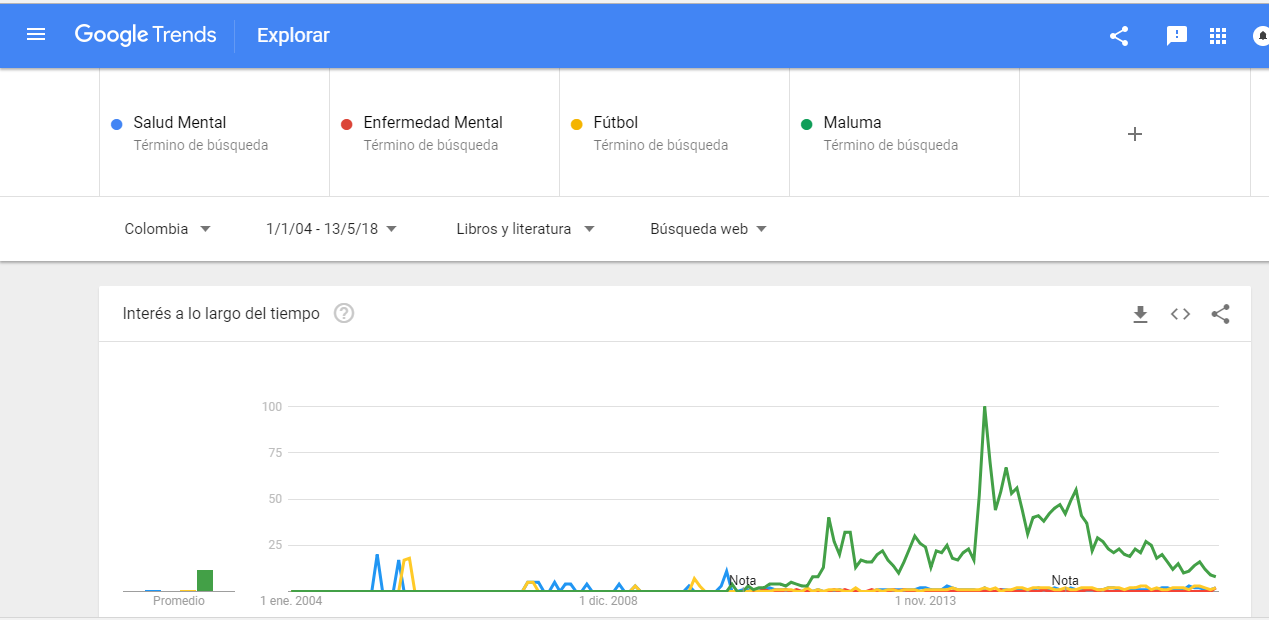 Google Trends Explorar
Salud Mental
Término de búsqueda
Enfermedad Mental
Término de búsqueda
Fútbol
Término de búsqueda
Maluma
Término de búsqueda
Colombia 1/1/04 - 13/5/18 Libros y literatura Búsqueda web
Interés a lo largo del tiempo
100
75
50
25
Nota
Nota
Promedio
1 ene. 2004
1 dic. 2008
1 nov. 2013